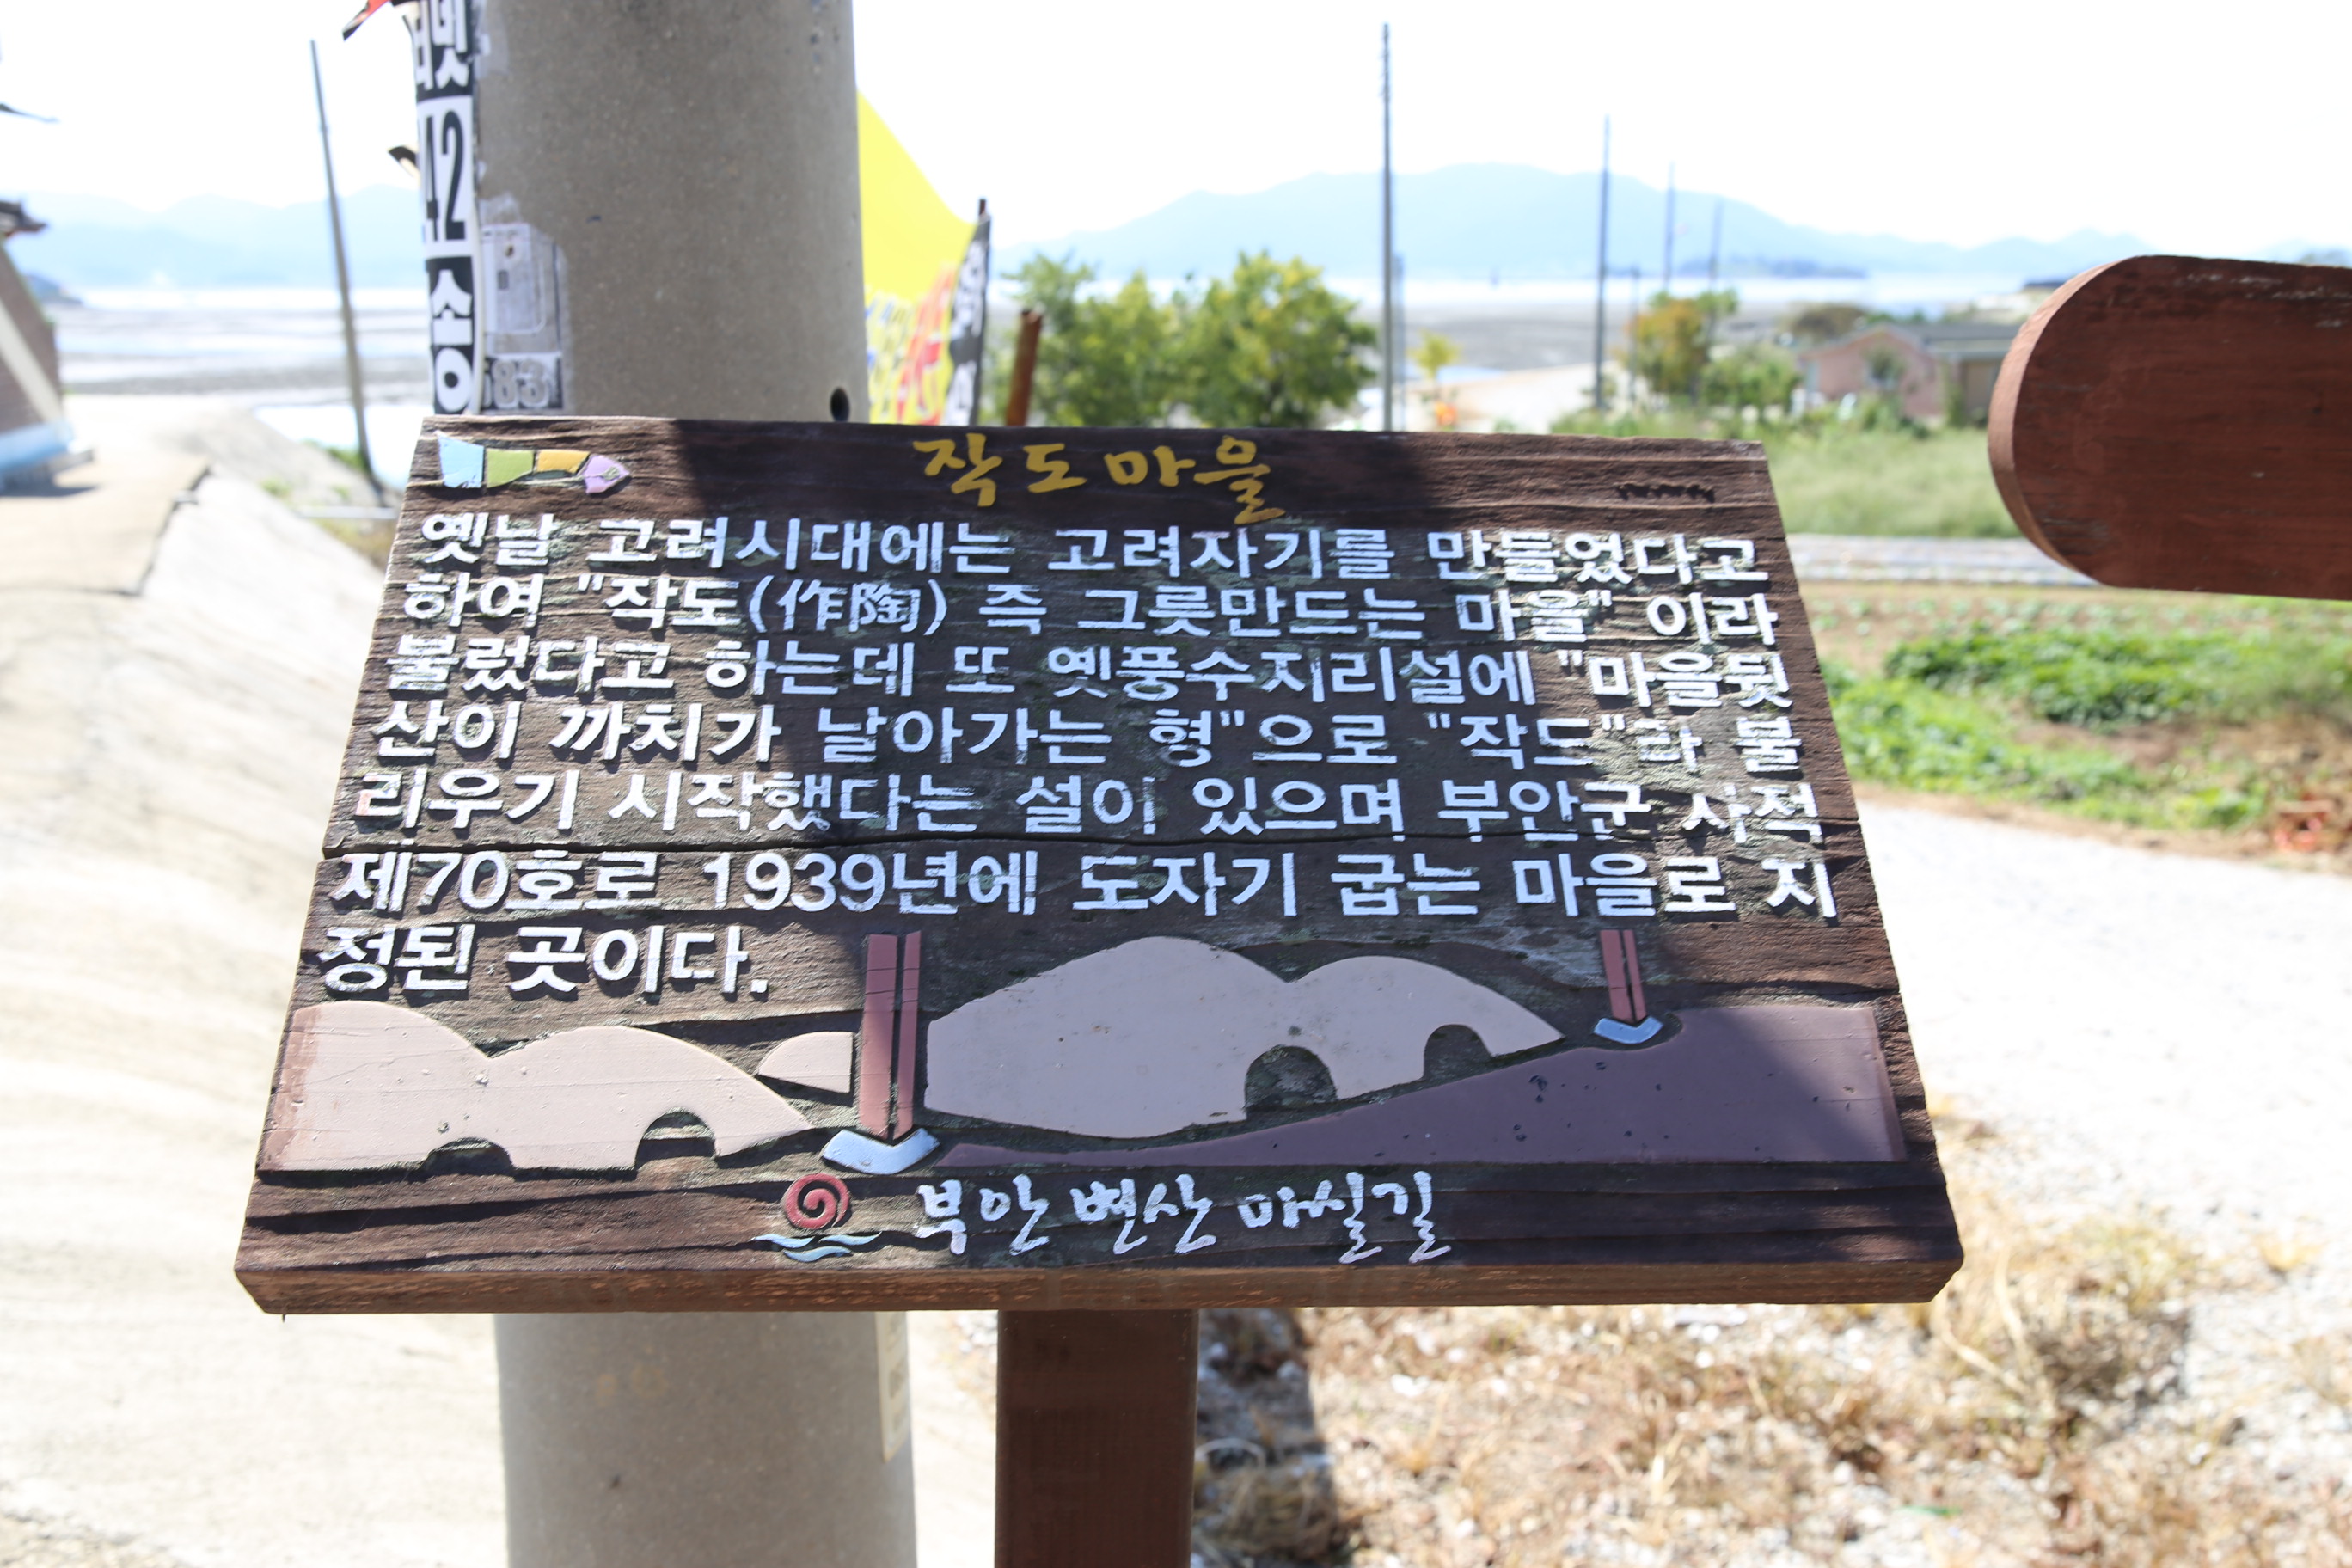 터넷
42
송
83
작도마을
옛날 고려시대에는 고려자기를 만들었다고
하여 "작도(作陶) 즉 그릇만드는 마을" 이라
불렀다고 하는데 또 옛풍수지리설에 "마을뒷
산이 까치가 날아가는 형"으로 "작드"라 불
리우기 시작했다는 설이 있으며 부안군 사적
제70호로 1939년에 도자기 굽는 마을로 지
정된 곳이다.
부안 변산 마실길